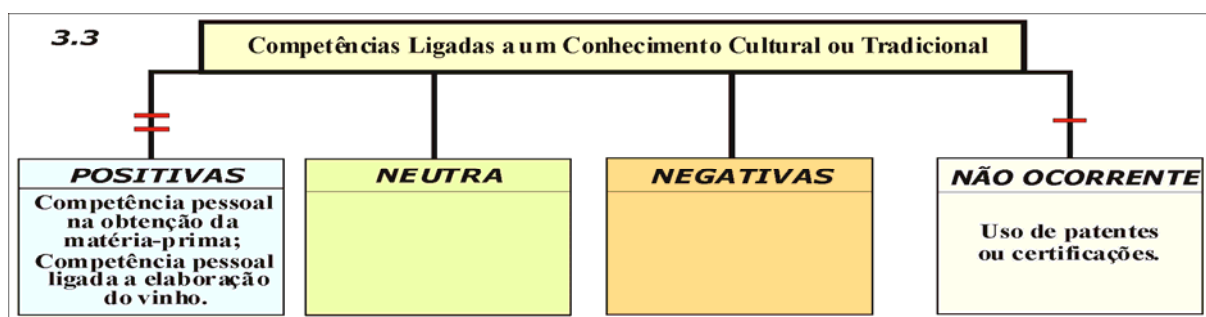 3.3
Competências Ligadas a um Conhecimento Cultural ou Tradicional
POSITIVAS
Competência pessoal
na obtenção da
matéria-prima;
Competência pessoal
ligada a elaboração
do vinho.
NEUTRA
NEGATIVAS
NÃO OCORRENTE
Uso de patentes
ou certificações.